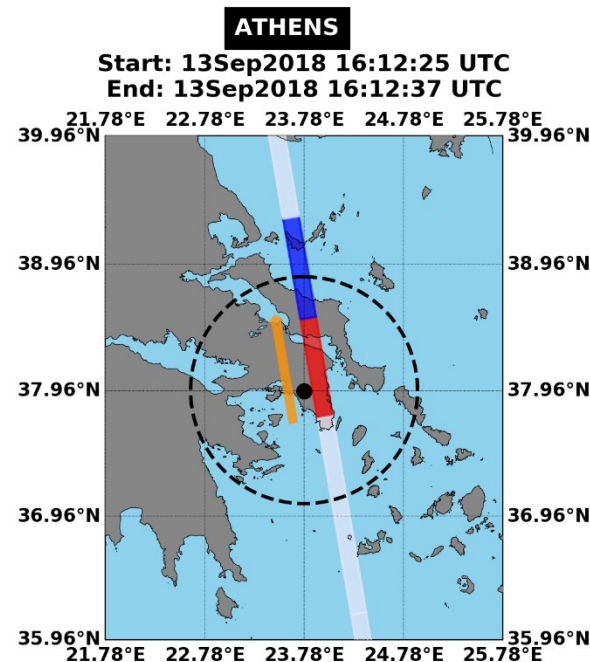 ATHENS
Start: 13Sep2018 16:12:25 UTC
End: 13Sep2018 16:12:37 UTC
21.78°E 22.78°E 23.78°E 24.78°E 25.78°E
39.96°N 39.96°N
38.96°N 38.96°N
37.96°N 37.96°N
36.96°N 36.96°N
35.96°N 35.96°N
21.78°E 22.78°E 23.78°E 24.78°E 25.78°E